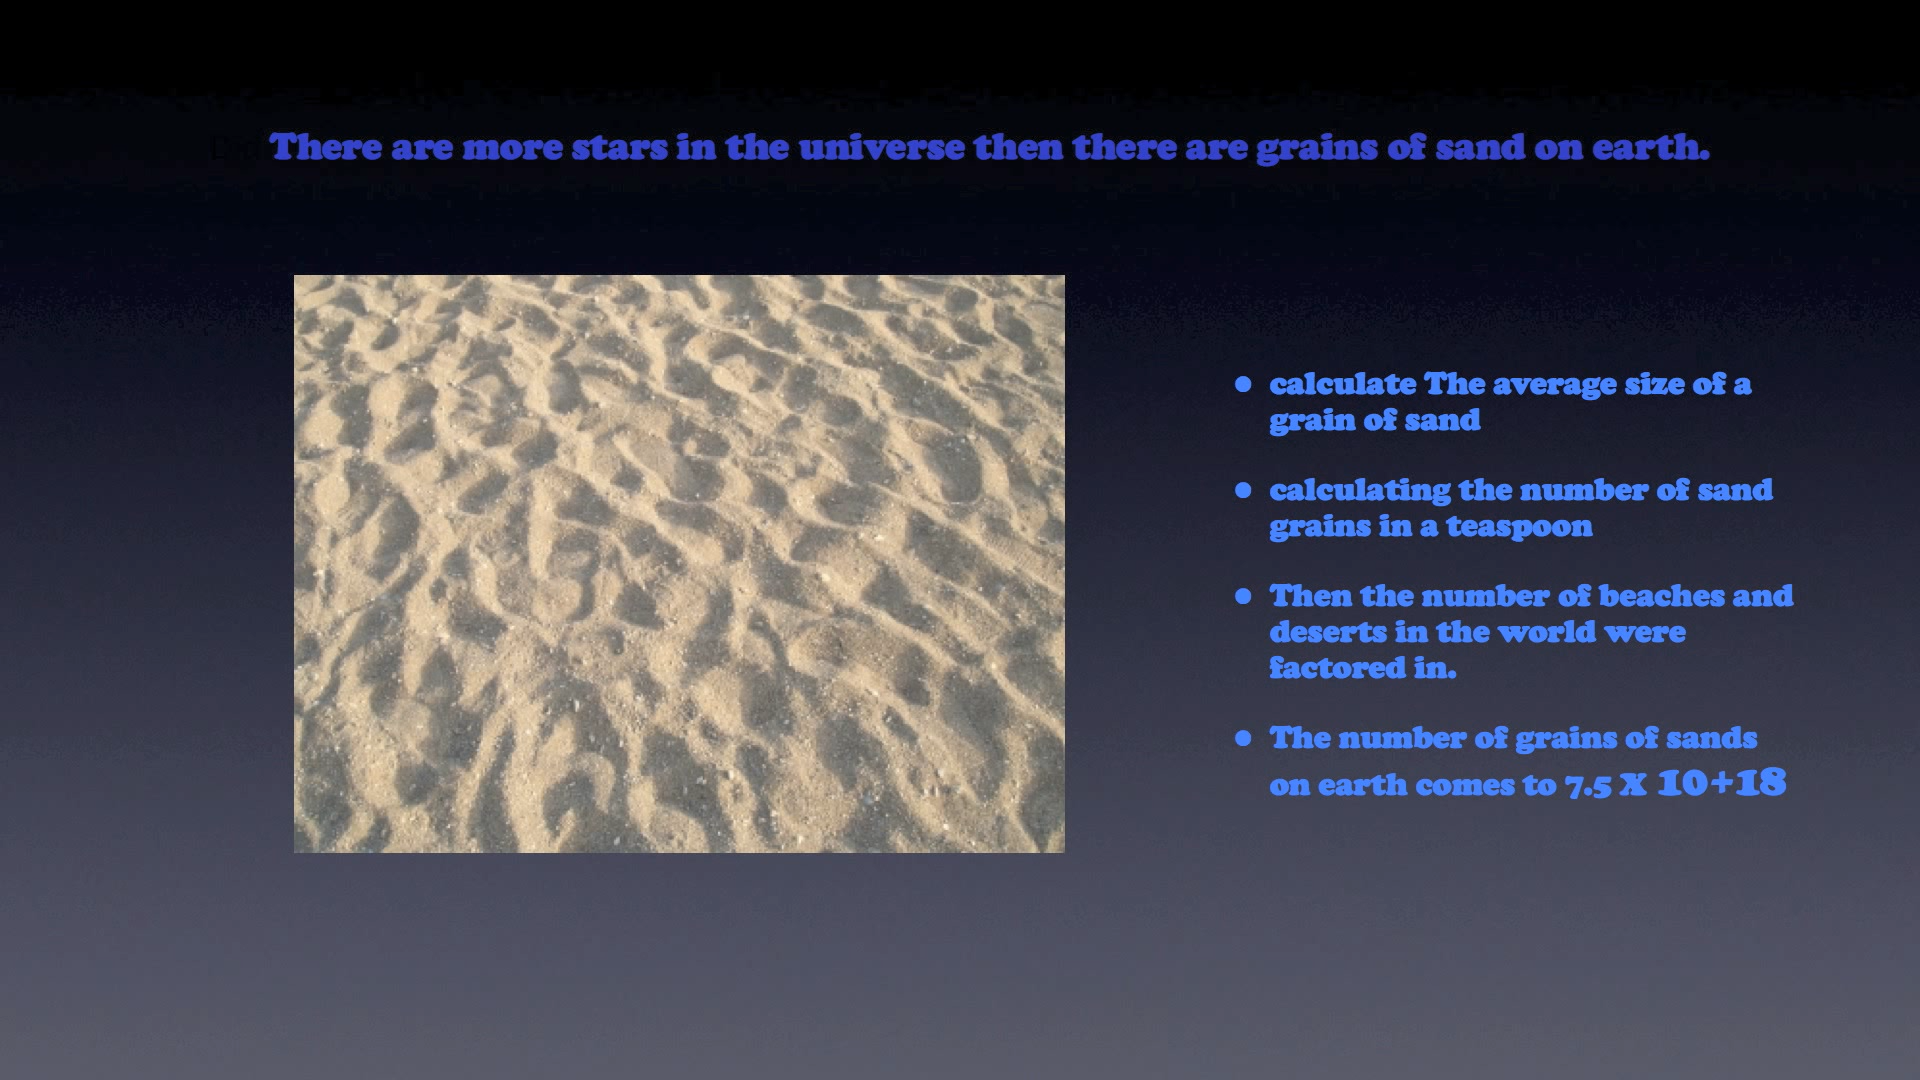 There are more stars in the universe then there are grains of sand on earth.
• calculate The average size of a
grain of sand
• calculating the number of sand
grains in a teaspoon
• Then the number of beaches and
deserts in the world were
factored in.
• The number of grains of sands
on earth comes to 7.5 X 10+18